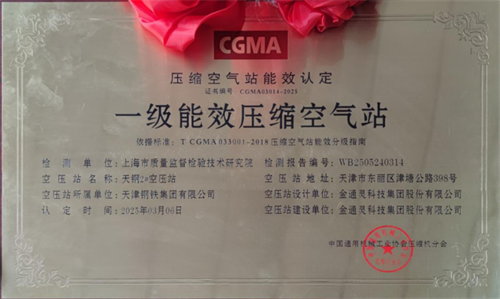 CGMA
压缩空气站能效认定
证书编号 CGMA03014-2025
一级能效压缩空气站
依据标准：T CGMA 033001-2018 压缩空气站能效分级指南
检测单位：上海市质量监督检验技术研究院 检测报告编号：WB2505240314
空压站名称：天钢2#空压站 空压站地址：天津市东丽区津塘公路398号
空压站所属单位：天津钢铁集团有限公司 空压站设计单位：金通灵科技集团股份有限公司
认定时间：2025年03月06日 空压站建设单位：金通灵科技集团股份有限公司
中国通用机械工业协会压缩机分会